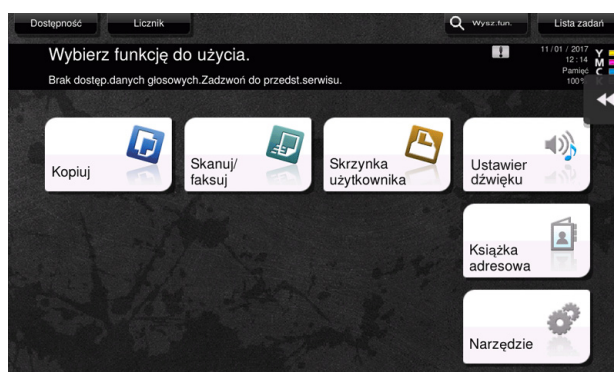 Dostępność
Licznik
Wysz.fun.
Lista zadań
Wybierz funkcję do użycia.
Brak dostęp.danych głosowych.Zadzwoń do przedst.serwisu.
11/01 / 2017
12:14
Pamięć
100%
Y
M
C
K
Kopiuj
Skanuj/
faksuj
Skrzynka
użytkownika
Ustawier
dźwięku
Książka
adresowa
Narzędzie